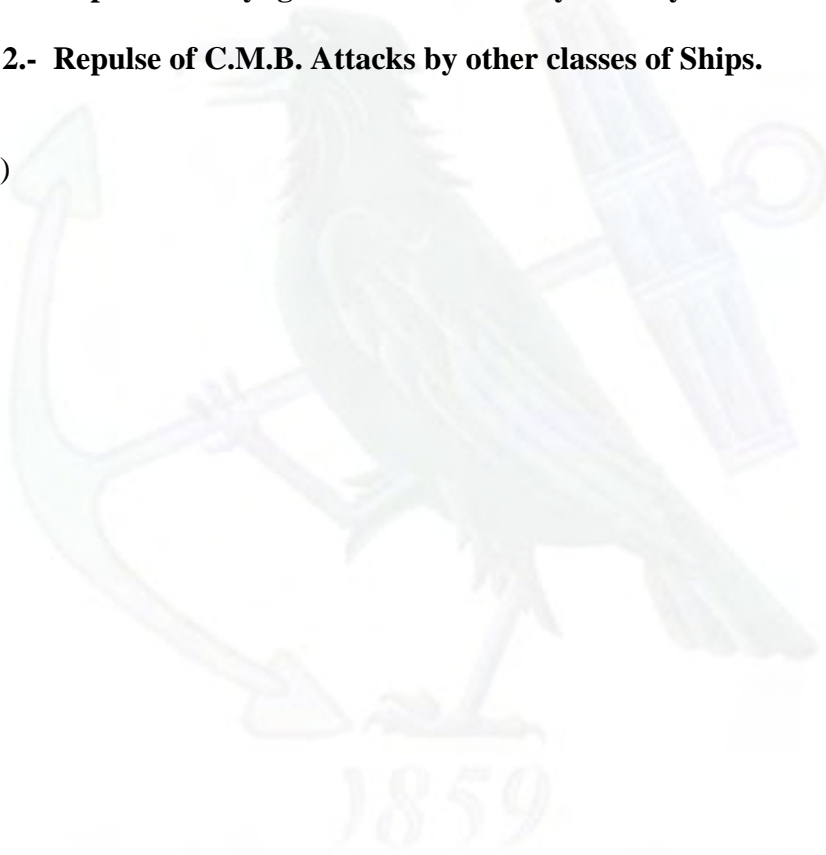 2.- Repulse of C.M.B. Attacks by other classes of Ships.
)
1859